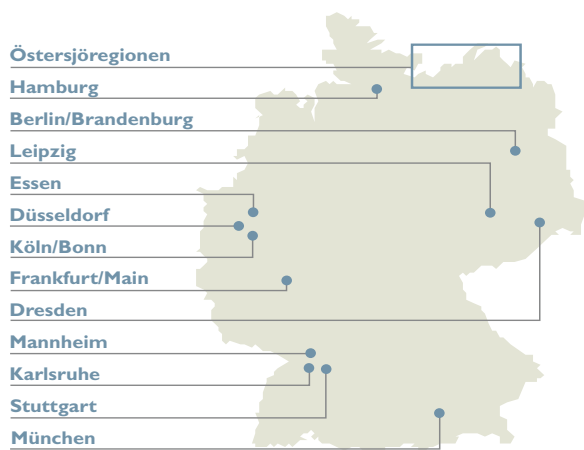 Östersjöregionen
Hamburg
Berlin/Brandenburg
Leipzig
Essen
Düsseldorf
Köln/Bonn
Frankfurt/Main
Dresden
Mannheim
Karlsruhe
Stuttgart
München